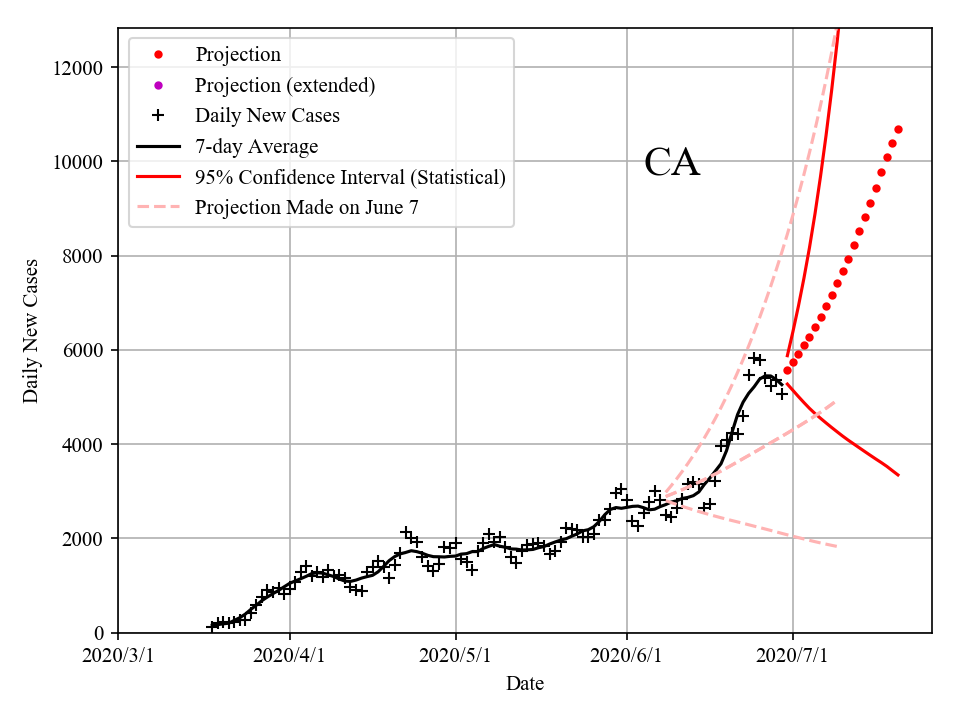 Projection
Projection (extended)
Daily New Cases
7-day Average
95% Confidence Interval (Statistical)
Projection Made on June 7
CA
12000
10000
8000
6000
4000
2000
0
Daily New Cases
2020/3/1 2020/4/1 2020/5/1 2020/6/1 2020/7/1
Date